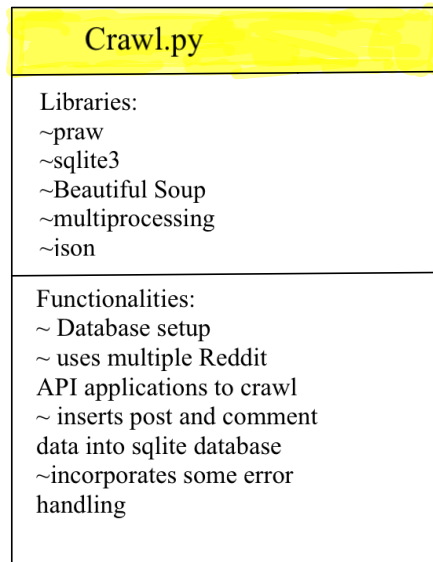 Crawl.py
Libraries:
~praw
~sqlite3
~Beautiful Soup
~multiprocessing
~json
Functionalities:
~ Database setup
~ uses multiple Reddit
API applications to crawl
~ inserts post and comment
data into sqlite database
~incorporates some error
handling